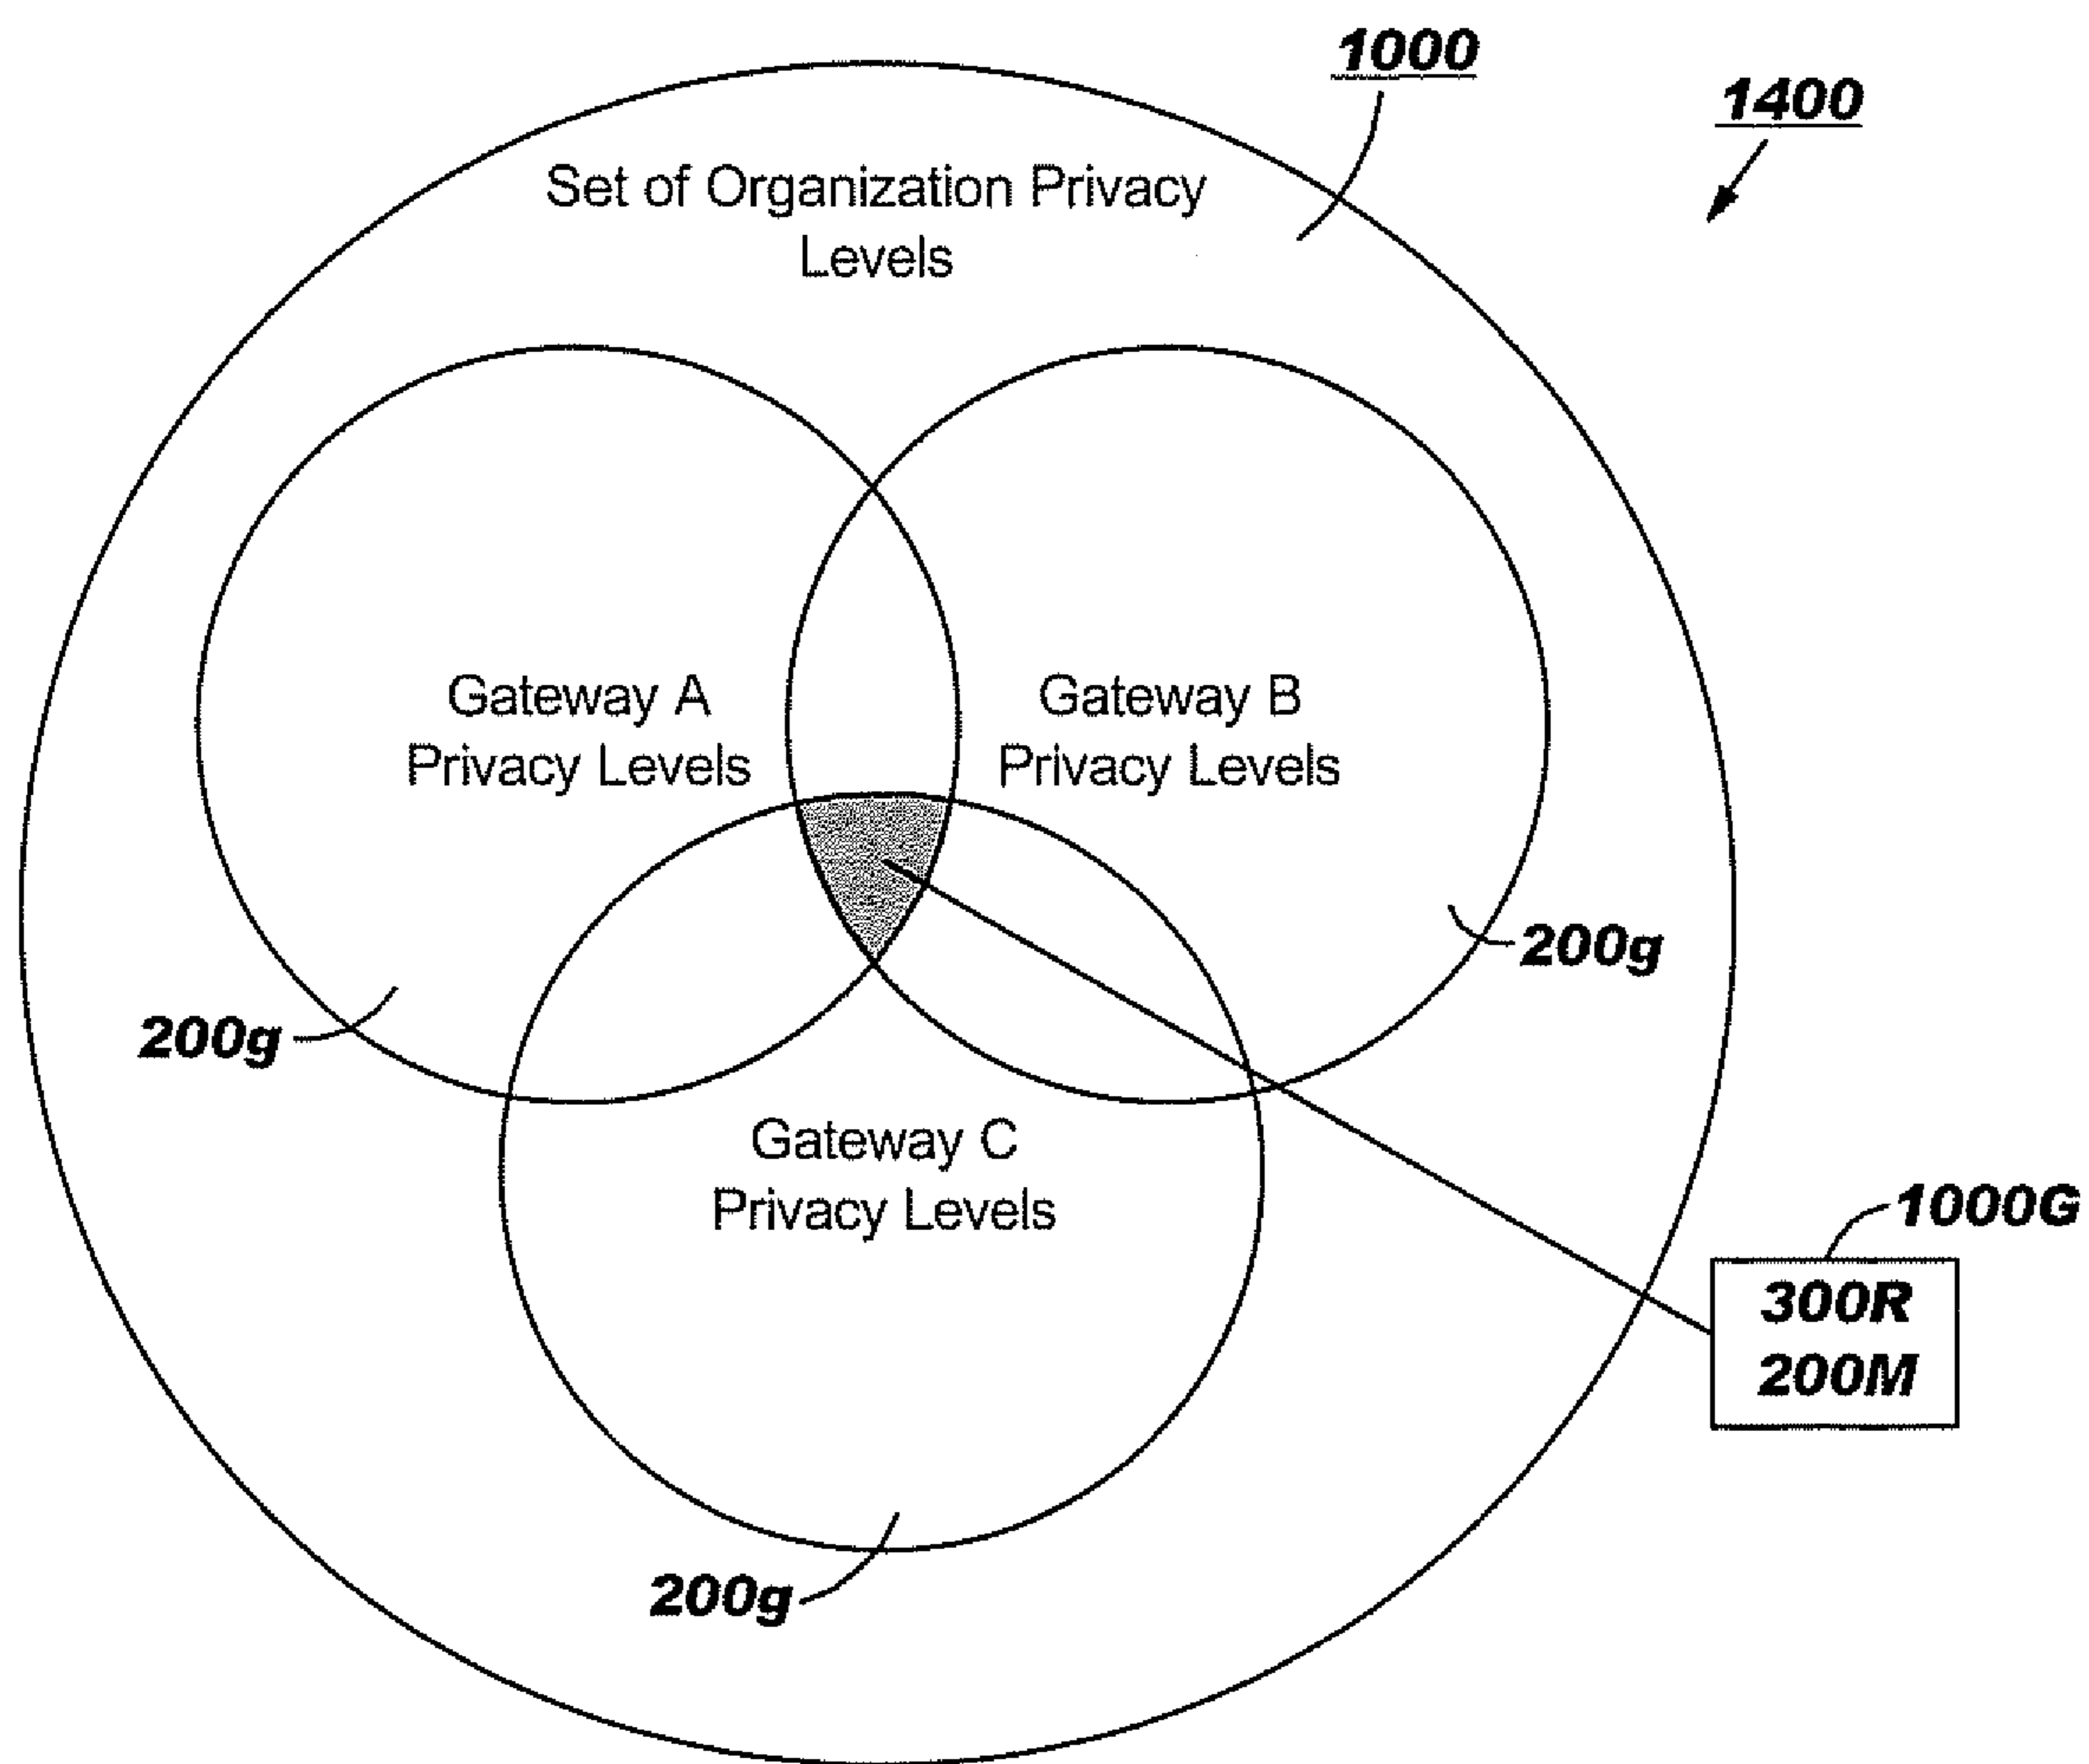 1000
1400
Set of Organization Privacy
Levels
Gateway A
Privacy Levels
Gateway B
Privacy Levels
200g
200g
Gateway C
Privacy Levels
1000G
300R
200M
200g